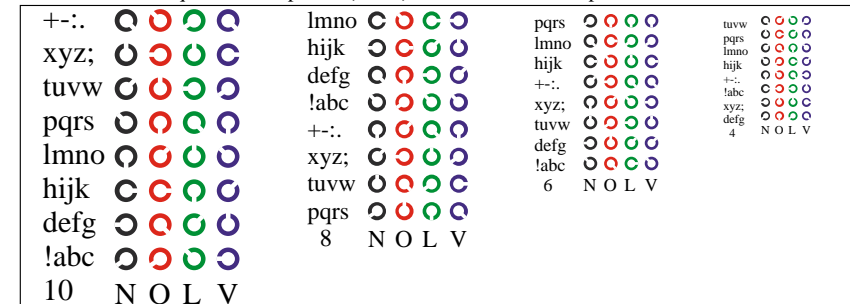 +-:.
xyz;
tuvw
pqrs
lmno
hijk
defg
!abc
10 N O L V
lmno
hijk
defg
!abc
+-:.
xyz;
tuvw
pqrs
8 N O L V
pqrs
lmno
hijk
+-:.
xyz;
tuvw
defg
!abc
6 N O L V
tuvw
pqrs
lmno
hijk
+-:.
!abc
xyz;
defg
4 N O L V